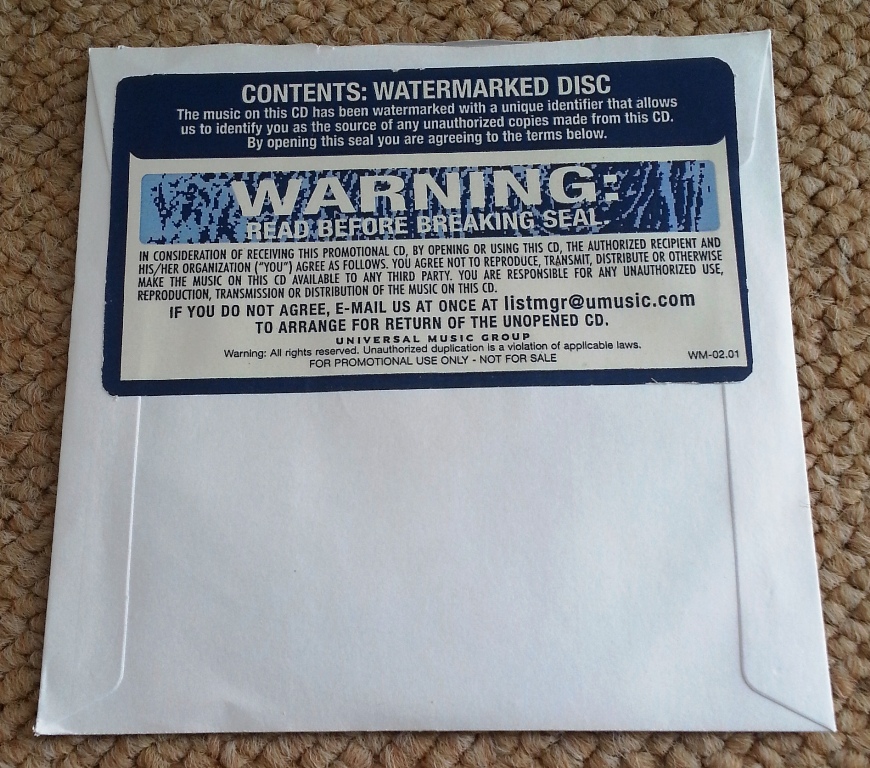 CONTENTS: WATERMARKED DISC
The music on this CD has been watermarked with a unique identifier that allows
us to identify you as the source of any unauthorized copies made from this CD.
By opening this seal you are agreeing to the terms below.
WARNING:
READ BEFORE BREAKING SEAL.
IN CONSIDERATION OF RECEIVING THIS PROMOTIONAL CD, BY OPENING OR USING THIS CD, THE AUTHORIZED RECIPIENT AND
HIS/HER ORGANIZATION ("YOU") AGREE AS FOLLOWS. YOU AGREE NOT TO REPRODUCE, TRANSMIT, DISTRIBUTE OR OTHERWISE
MAKE THE MUSIC ON THIS CD AVAILABLE TO ANY THIRD PARTY. YOU ARE RESPONSIBLE FOR ANY UNAUTHORIZED USE,
REPRODUCTION, TRANSMISSION OR DISTRIBUTION OF THE MUSIC ON THIS CD.
IF YOU DO NOT AGREE, E-MAIL US AT ONCE AT listmgr@umusic.com
TO ARRANGE FOR RETURN OF THE UNOPENED CD.
UNIVERSAL MUSIC GROUP
Warning: All rights reserved. Unauthorized duplication is a violation of applicable laws.
FOR PROMOTIONAL USE ONLY - NOT FOR SALE
WM-02.01